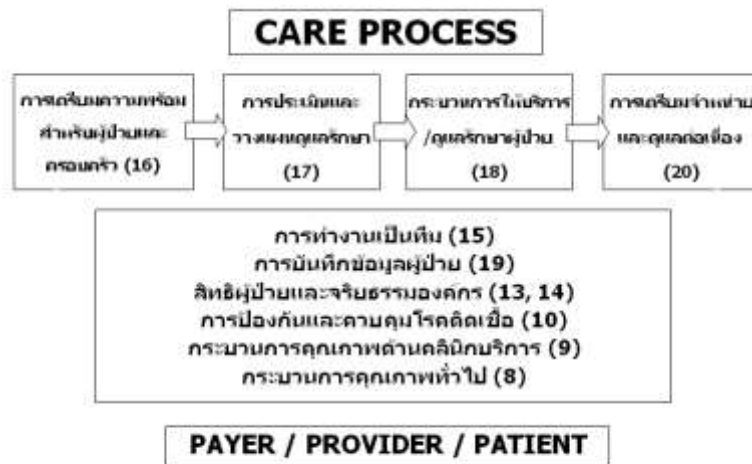 CARE PROCESS
การเตรียมความพร้อม
สำหรับผู้ป่วยและ
ครอบครัว (16)
การประเมินและ
วางแผนดูแลรักษา
(17)
กระบวนการให้บริการ
/ดูแลรักษาผู้ป่วย
(18)
การเตรียมจำหน่าย
และดูแลต่อเนื่อง
(20)
การทำงานเป็นทีม (15)
การบันทึกข้อมูลผู้ป่วย (19)
สิทธิผู้ป่วยและจริยธรรมองค์กร (13, 14)
การป้องกันและควบคุมโรคติดเชื้อ (10)
กระบวนการคุณภาพด้านคลินิกบริการ (9)
กระบวนการคุณภาพทั่วไป (8)
PAYER / PROVIDER / PATIENT